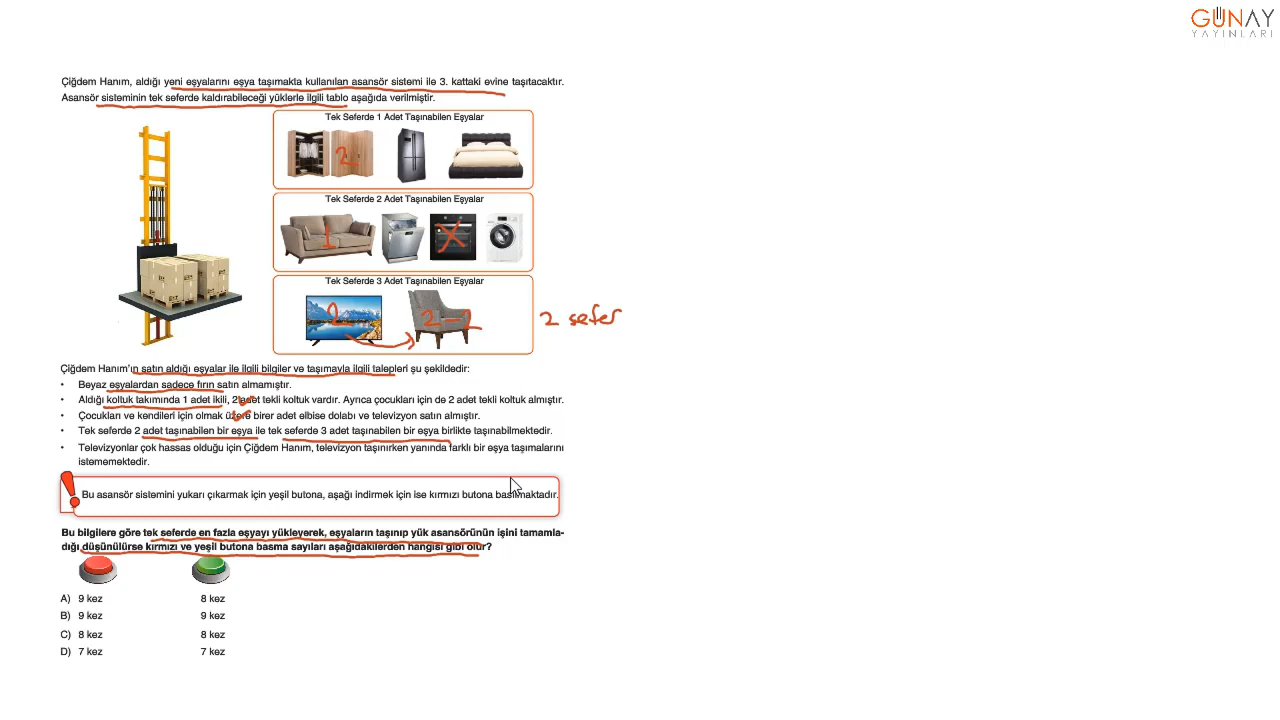 GÜNAY
YAYINLARI
Çiğdem Hanım, aldığı yeni eşyalarını eşya taşımakta kullanılan asansör sistemi ile 3. kattaki evine taşıtacaktır.
Asansör sisteminin tek seferde kaldırabileceği yüklerle ilgili tablo aşağıda verilmiştir.
Tek Seferde 1 Adet Taşınabilen Eşyalar
2
Tek Seferde 2 Adet Taşınabilen Eşyalar
1 X
Tek Seferde 3 Adet Taşınabilen Eşyalar
2 2-2 2 sefer
Çiğdem Hanım'ın satın aldığı eşyalar ile ilgili bilgiler ve taşımayla ilgili talepleri şu şekildedir:
• Beyaz eşyalardan sadece fırın satın almamıştır.
• Aldığı koltuk takımında 1 adet ikili, 2 adet tekli koltuk vardır. Ayrıca çocukları için de 2 adet tekli koltuk almıştır.
• Çocukları ve kendileri için olmak üzere birer adet elbise dolabı ve televizyon satın almıştır.
• Tek seferde 2 adet taşınabilen bir eşya ile tek seferde 3 adet taşınabilen bir eşya birlikte taşınabilmektedir.
• Televizyonlar çok hassas olduğu için Çiğdem Hanım, televizyon taşınırken yanında farklı bir eşya taşımalarını
istememektedir.
Bu asansör sistemini yukarı çıkarmak için yeşil butona, aşağı indirmek için ise kırmızı butona basmaktadır.
Bu bilgilere göre tek seferde en fazla eşyayı yükleyerek, eşyaların taşınıp yük asansörünün işini tamamla-
dığı düşünülürse kırmızı ve yeşil butona basma sayıları aşağıdakilerden hangisi gibi olur?
A) 9 kez 8 kez
B) 9 kez 9 kez
C) 8 kez 8 kez
D) 7 kez 7 kez